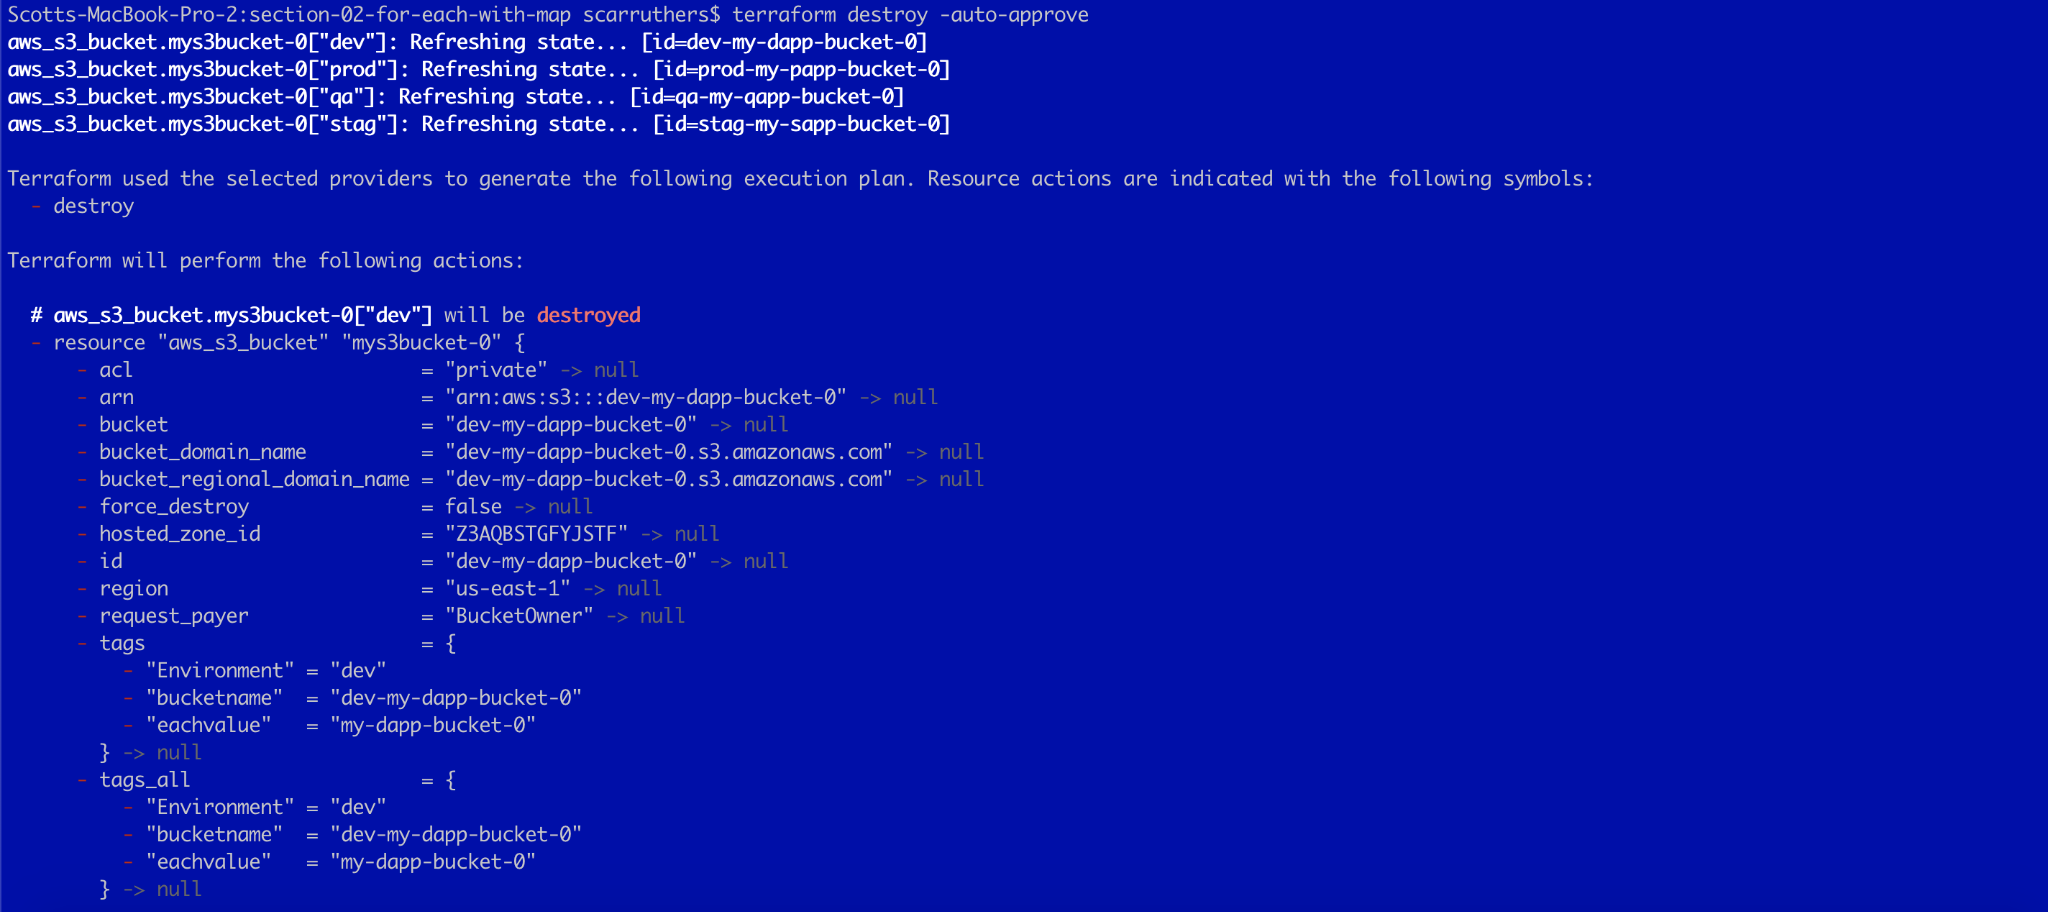 Scotts-MacBook-Pro-2:section-02-for-each-with-map scarruthers$ terraform destroy -auto-approve
aws_s3_bucket.mys3bucket-0["dev"]: Refreshing state... [id=dev-my-dapp-bucket-0]
aws_s3_bucket.mys3bucket-0["prod"]: Refreshing state... [id=prod-my-papp-bucket-0]
aws_s3_bucket.mys3bucket-0["qa"]: Refreshing state... [id=qa-my-qapp-bucket-0]
aws_s3_bucket.mys3bucket-0["stag"]: Refreshing state... [id=stag-my-sapp-bucket-0]

Terraform used the selected providers to generate the following execution plan. Resource actions are indicated with the following symbols:
  - destroy

Terraform will perform the following actions:

  # aws_s3_bucket.mys3bucket-0["dev"] will be destroyed
  - resource "aws_s3_bucket" "mys3bucket-0" {
      - acl                         = "private" -> null
      - arn                         = "arn:aws:s3:::dev-my-dapp-bucket-0" -> null
      - bucket                      = "dev-my-dapp-bucket-0" -> null
      - bucket_domain_name          = "dev-my-dapp-bucket-0.s3.amazonaws.com" -> null
      - bucket_regional_domain_name = "dev-my-dapp-bucket-0.s3.amazonaws.com" -> null
      - force_destroy               = false -> null
      - hosted_zone_id              = "Z3AQBSTGFYJSTF" -> null
      - id                          = "dev-my-dapp-bucket-0" -> null
      - region                      = "us-east-1" -> null
      - request_payer               = "BucketOwner" -> null
      - tags                        = {
          - "Environment" = "dev"
          - "bucketname"  = "dev-my-dapp-bucket-0"
          - "eachvalue"   = "my-dapp-bucket-0"
        } -> null
      - tags_all                    = {
          - "Environment" = "dev"
          - "bucketname"  = "dev-my-dapp-bucket-0"
          - "eachvalue"   = "my-dapp-bucket-0"
        } -> null